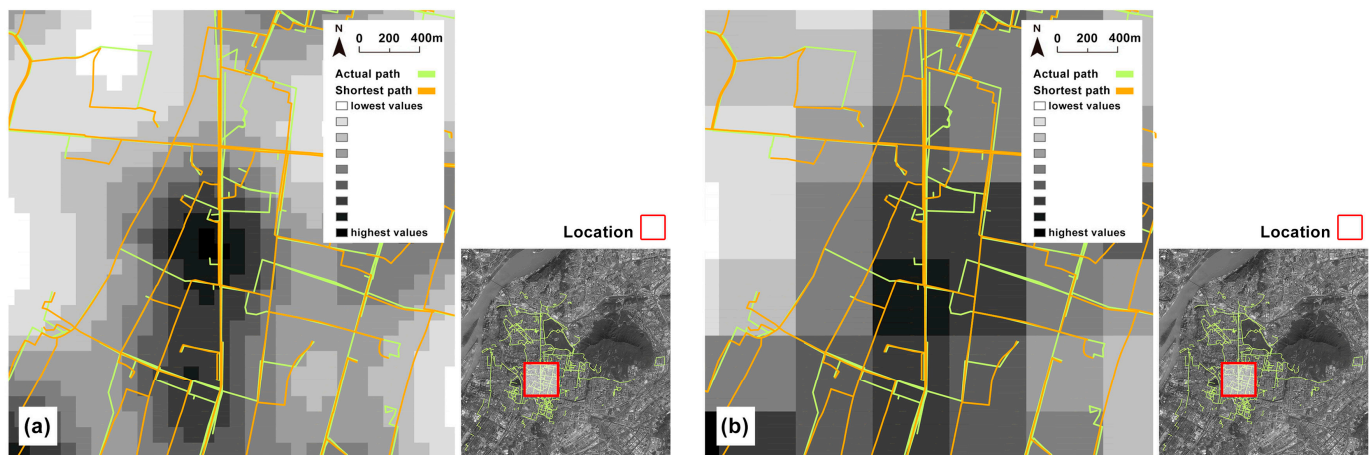 N
0 200 400m
Actual path
Shortest path
lowest values
highest values
Location
(a)
N
0 200 400m
Actual path
Shortest path
lowest values
highest values
Location
(b)